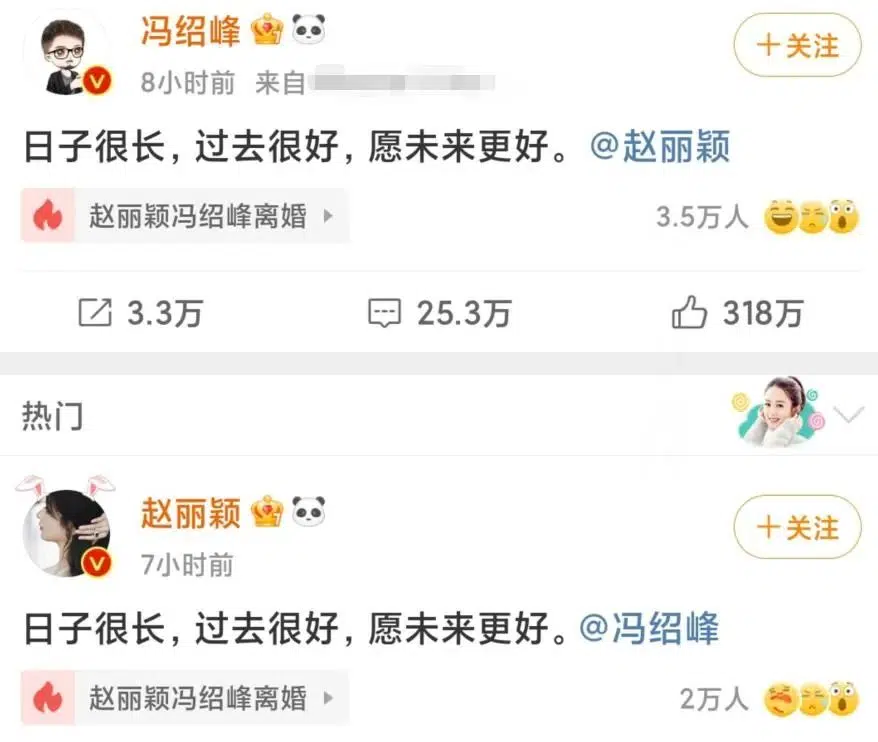 冯绍峰
8小时前 来自
+关注
日子很长，过去很好，愿未来更好。@赵丽颖
赵丽颖冯绍峰离婚
3.5万人
3.3万
25.3万
318万
热门
赵丽颖
7小时前
+关注
日子很长，过去很好，愿未来更好。@冯绍峰
赵丽颖冯绍峰离婚
2万人